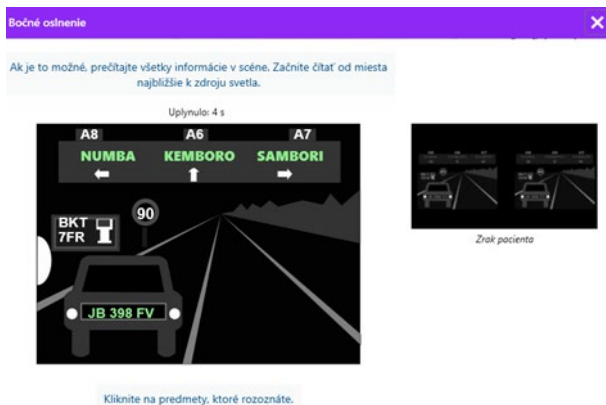 Bočné oslnenie
Ak je to možné, prečítajte všetky informácie v scéne. Začnite čítať od miesta
najbližšie k zdroju svetla.
Uplynulo: 4 s
A8 A6 A7
NUMBA KEMBORO SAMBORI
90
BKT
7FR
JB 398 FV
Zrak pacienta
Kliknite na predmety, ktoré rozoznáte.